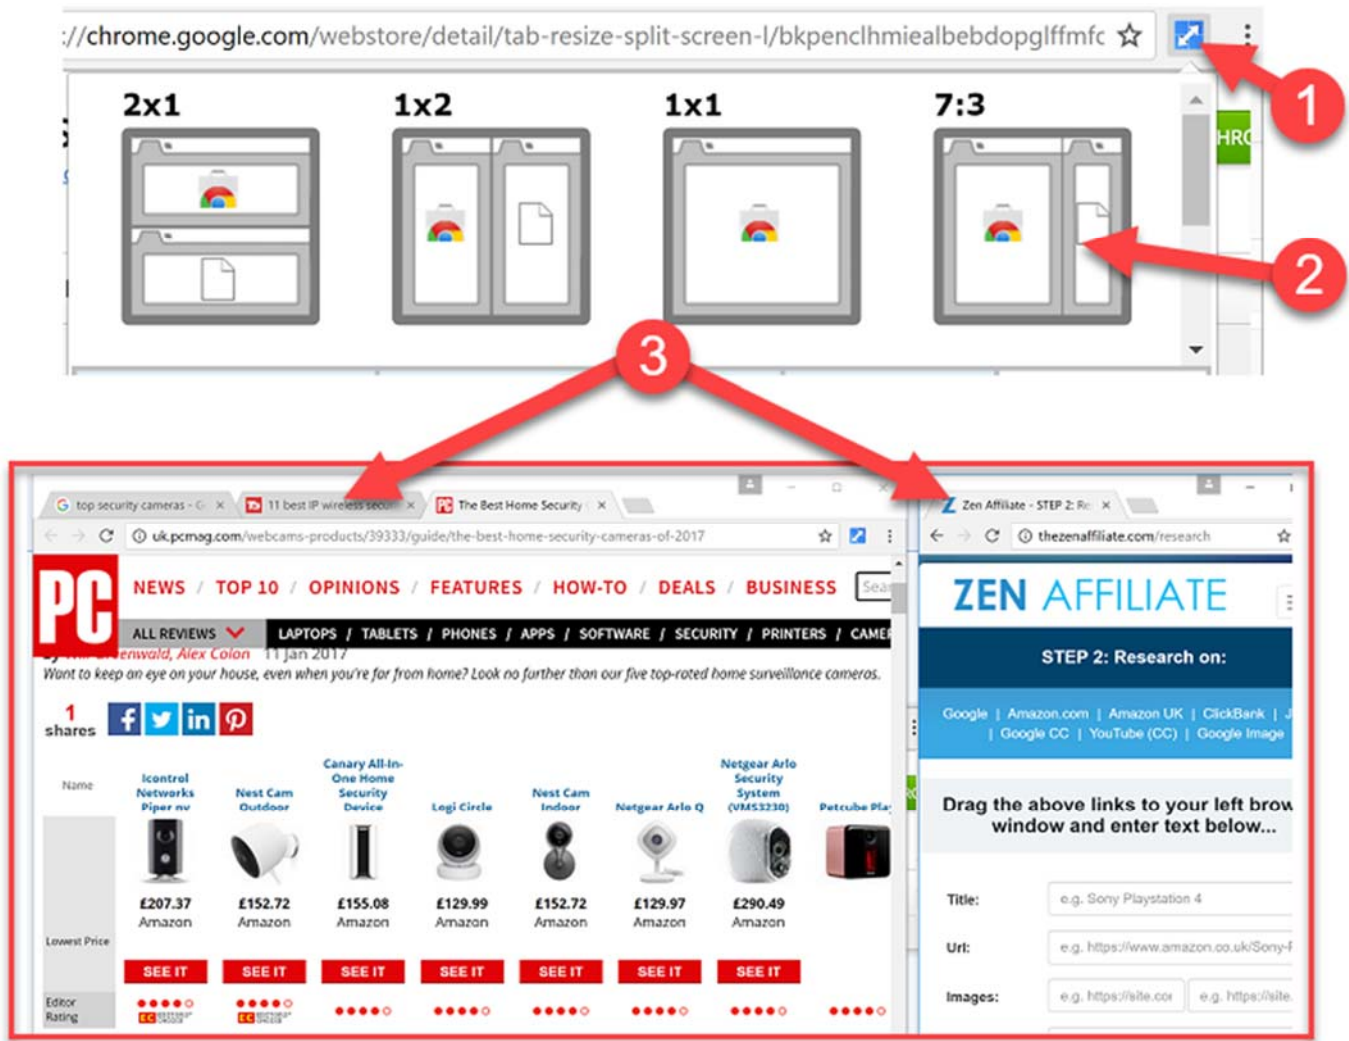 ://chrome.google.com/webstore/detail/tab-resize-split-screen-l/bkpenclhmiealbebdopglffmfc
1
2x1
1x2
1x1
7:3
HRO
2
3
top security cameras - G
11 best IP wireless secur
The Best Home Security
Zen Affiliate - STEP 2: Re
uk.pcmag.com/webcams-products/39333/guide/the-best-home-security-cameras-of-2017
thezenaffiliate.com/research
PC
NEWS / TOP 10 / OPINIONS / FEATURES / HOW-TO / DEALS / BUSINESS
Sear
ALL REVIEWS
LAPTOPS / TABLETS / PHONES / APPS / SOFTWARE / SECURITY / PRINTERS / CAMER
Greenwald, Alex Colon 11 Jan 2017
Want to keep an eye on your house, even when you're far from home? Look no further than our five top-rated home surveillance cameras.
1
shares
f in
Name
Icontrol Networks Piper nv
Nest Cam Outdoor
Canary All-In-One Home Security Device
Logi Circle
Nest Cam Indoor
Netgear Arlo Q
Netgear Arlo Security System (VMS3230)
Petcube Play
Lowest Price
£207.37 £152.72 £155.08 £129.99 £152.72 £129.97 £290.49
Amazon Amazon Amazon Amazon Amazon Amazon Amazon
SEE IT SEE IT SEE IT SEE IT SEE IT SEE IT SEE IT
Editor Rating
EC EC
ZEN AFFILIATE
STEP 2: Research on:
Google | Amazon.com | Amazon UK | ClickBank | J
| Google CC | YouTube (CC) | Google Image
Drag the above links to your left brow
window and enter text below...
Title:
e.g. Sony Playstation 4
Url:
e.g. https://www.amazon.co.uk/Sony-P
Images:
e.g. https://site.cor
e.g. https://site.